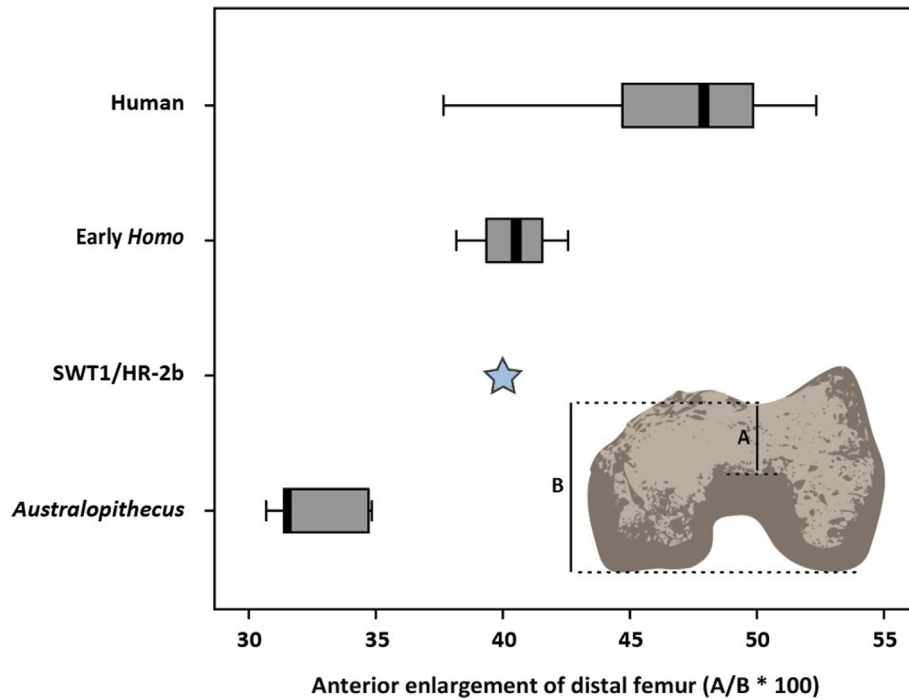 Human
Early Homo
SWT1/HR-2b
Australopithecus
A
B
30 35 40 45 50 55
Anterior enlargement of distal femur (A/B * 100)